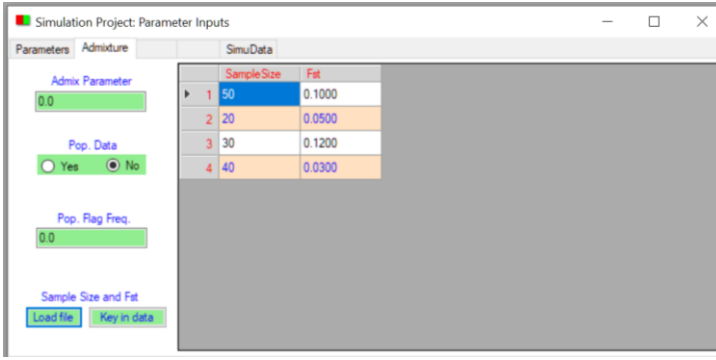 Simulation Project: Parameter Inputs
Parameters Admixture SimuData
Admix Parameter
0.0
Pop. Data
Yes No
Pop. Flag Freq.
0.0
Sample Size and Fst
Load file Key in data
SampleSize Fst
1 50 0.1000
2 20 0.0500
3 30 0.1200
4 40 0.0300